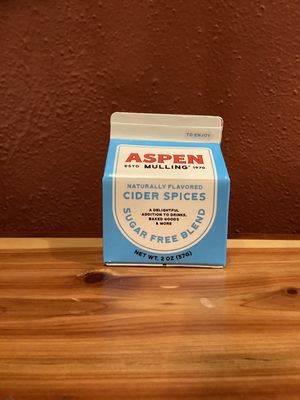 TO ENJOY
ASPEN
ESTD MULLING 1970
NATURALLY FLAVORED
CIDER SPICES
A DELIGHTFUL
ADDITION TO DRINKS,
BAKED GOODS
& MORE
SUGAR FREE BLEND
NET WT. 2 OZ (57G)